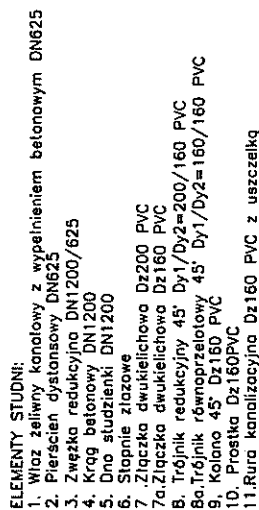 ELEMENTY STUDNI:
1. Właz żeliwny kanałowy z wypełnieniem betonowym DN625
2. Pierścień dystansowy DN625
3. Zwężka redukcyjna DN1200/625
4. Krąg betonowy DN1200
5. Dno studzienki DN1200
6. Stopnie złazowe
7 .Złączka dwukielichowa Dz200 PVC
7a.Złączka dwukielichowa Dz160 PVC
8. Trójnik redukcyjny 45° Dy1/Dy2=200/160 PVC
8a.Trójnik równoprzelotowy 45° Dy1/Dy2=160/160 PVC
9. Kolano 45° Dz160 PVC
10. Prostka Dz160PVC
11.Rura kanalizacyjna Dz160 PVC z uszczelką